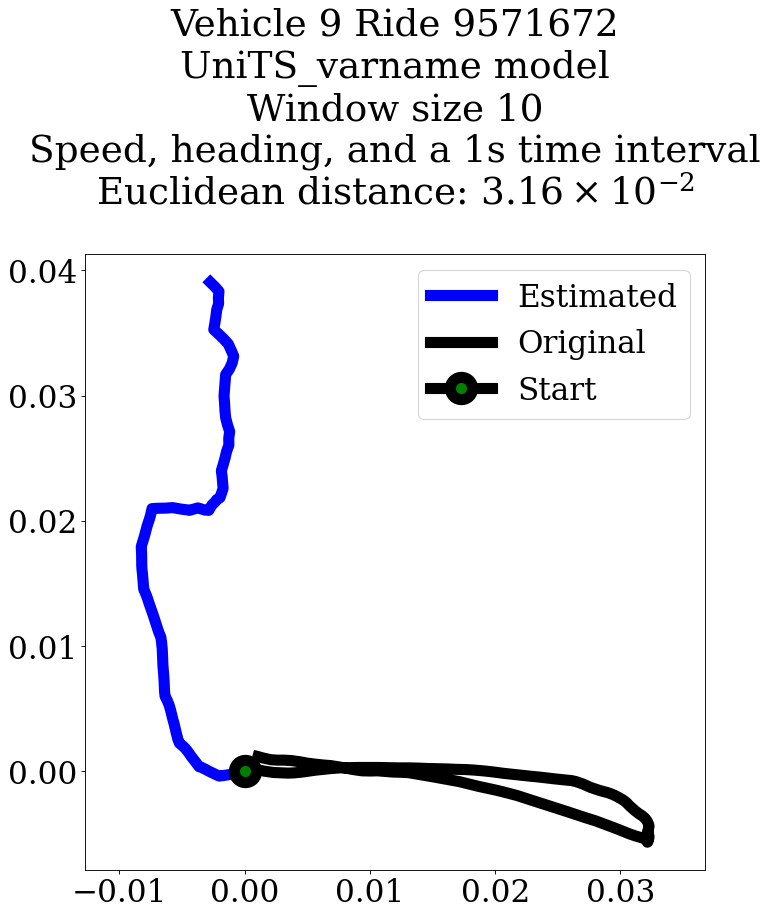 Vehicle 9 Ride 9571672
UniTS_varname model
Window size 10
Speed, heading, and a 1s time interval
Euclidean distance: 3.16 × 10⁻²
0.04
0.03
0.02
0.01
0.00
Estimated
Original
Start
−0.01 0.00 0.01 0.02 0.03